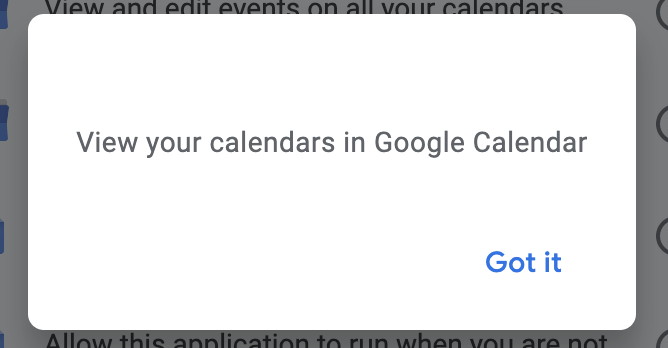 View and edit events on all your calendars
View your calendars in Google Calendar
Got it
Allow this application to run when you are not